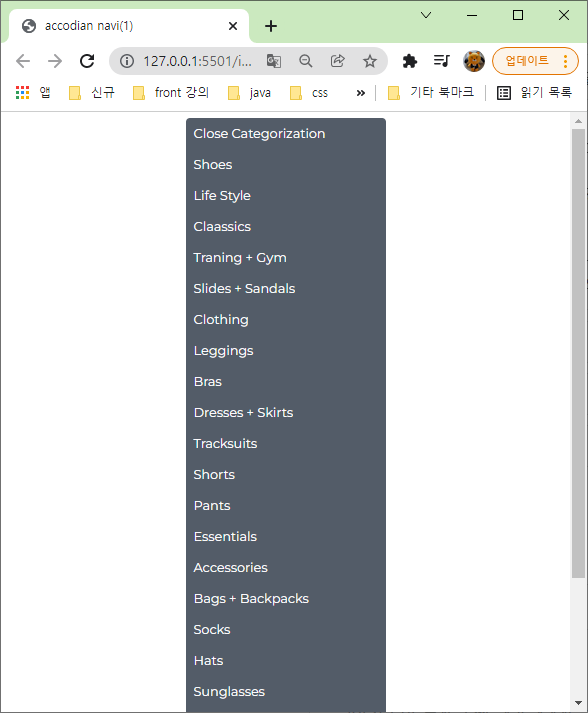 accodian navi(1)
127.0.0.1:5501/i...
업데이트
앱
신규
front 강의
java
css
»
기타 북마크
읽기 목록
Close Categorization
Shoes
Life Style
Claassics
Traning + Gym
Slides + Sandals
Clothing
Leggings
Bras
Dresses + Skirts
Tracksuits
Shorts
Pants
Essentials
Accessories
Bags + Backpacks
Socks
Hats
Sunglasses